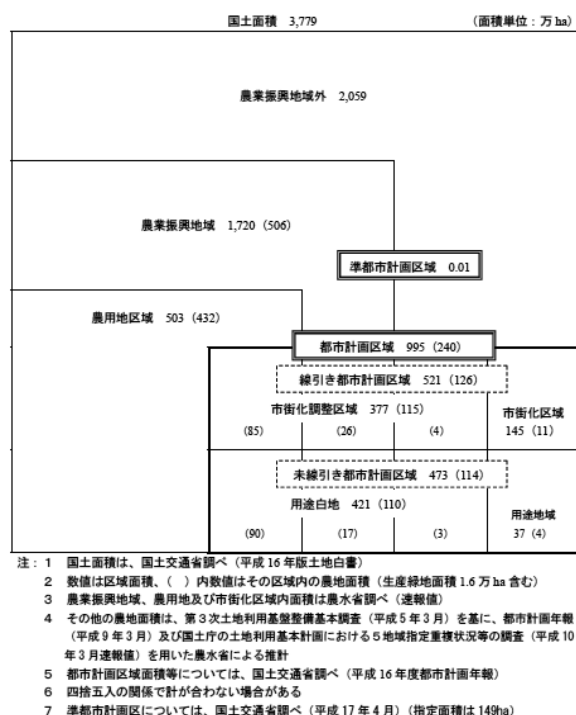 国土面積 3,779 (面積単位：万 ha)
農業振興地域外 2,059
農業振興地域 1,720 (506)
準都市計画区域 0.01
農用地区域 503 (432)
都市計画区域 995 (240)
線引き都市計画区域 521 (126)
市街化調整区域 377 (115)
市街化区域
145 (11)
(85) (26) (4)
未線引き都市計画区域 473 (114)
用途白地 421 (110)
用途地域
37 (4)
(90) (17) (3)
注：1 国土面積は、国土交通省調べ（平成 16 年版土地白書）
2 数値は区域面積、（ ）内数値はその区域内の農地面積（生産緑地面積 1.6 万 ha 含む）
3 農業振興地域、農用地及び市街化区域内面積は農水省調べ（速報値）
4 その他の農地面積は、第３次土地利用基盤整備基本調査（平成５年３月）を基に、都市計画年報
（平成９年３月）及び国土庁の土地利用基本計画における５地域指定重複状況等の調査（平成 10
年３月速報値）を用いた農水省による推計
5 都市計画区域面積等については、国土交通省調べ（平成 16 年度都市計画年報）
6 四捨五入の関係で計が合わない場合がある
7 準都市計画区については、国土交通省調べ（平成 17 年４月）（指定面積は 149ha）